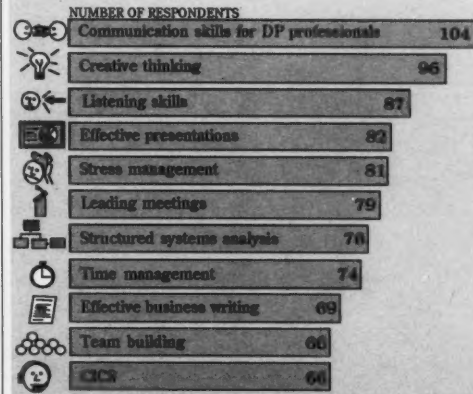 NUMBER OF RESPONDENTS
Communication skills for DP professionals 104
Creative thinking 96
Listening skills 87
Effective presentations 82
Stress management 81
Leading meetings 79
Structured systems analysis 76
Time management 74
Effective business writing 69
Team building 66
CICS 66